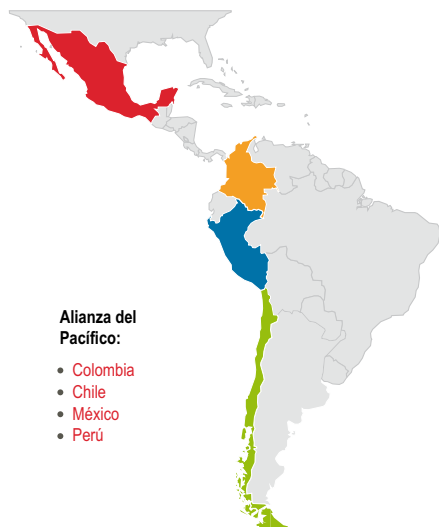 Alianza del
Pacífico:
• Colombia
• Chile
• México
• Perú